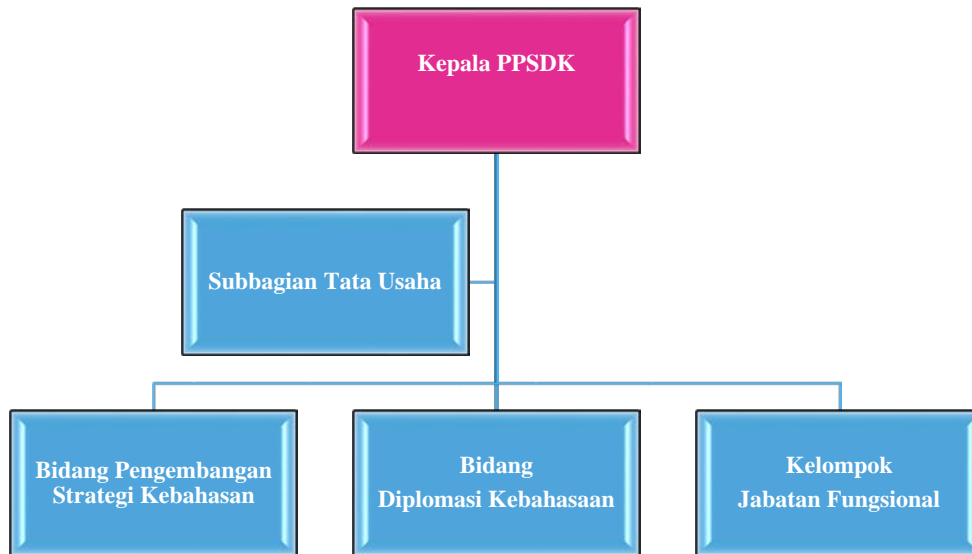 Kepala PPSDK
Subbagian Tata Usaha
Bidang Pengembangan
Strategi Kebahasan
Bidang
Diplomasi Kebahasaan
Kelompok
Jabatan Fungsional